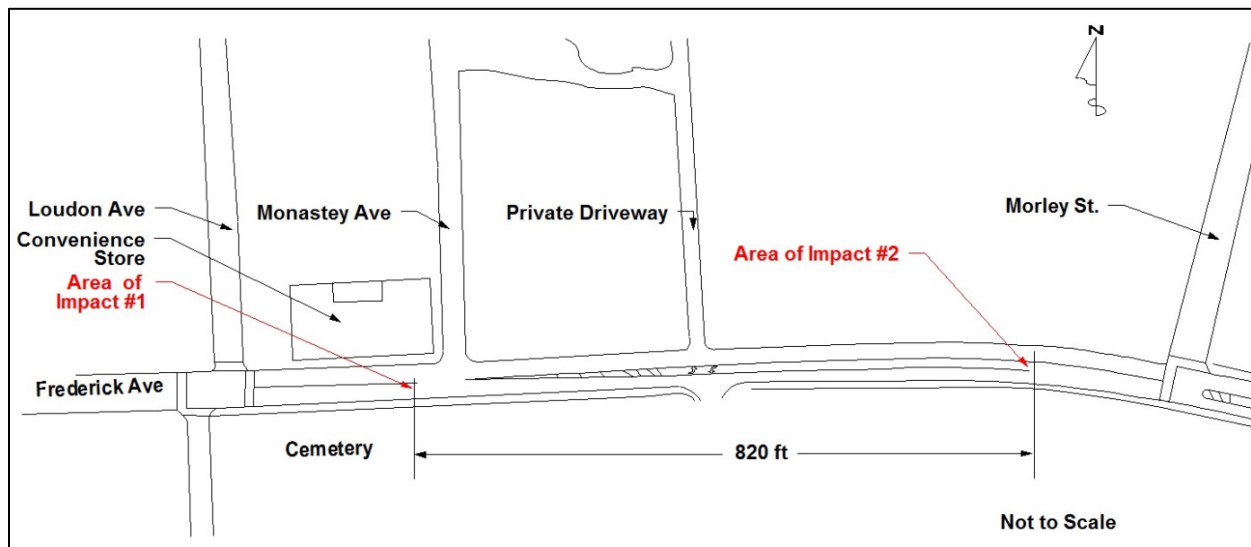 N
Loudon Ave
Monastey Ave
Private Driveway
Morley St.
Convenience
Store
Area of
Impact #1
Area of Impact #2
Frederick Ave
Cemetery
820 ft
Not to Scale